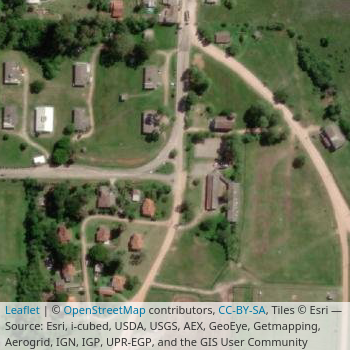 Leaflet | © OpenStreetMap contributors, CC-BY-SA, Tiles © Esri —
Source: Esri, i-cubed, USDA, USGS, AEX, GeoEye, Getmapping,
Aerogrid, IGN, IGP, UPR-EGP, and the GIS User Community